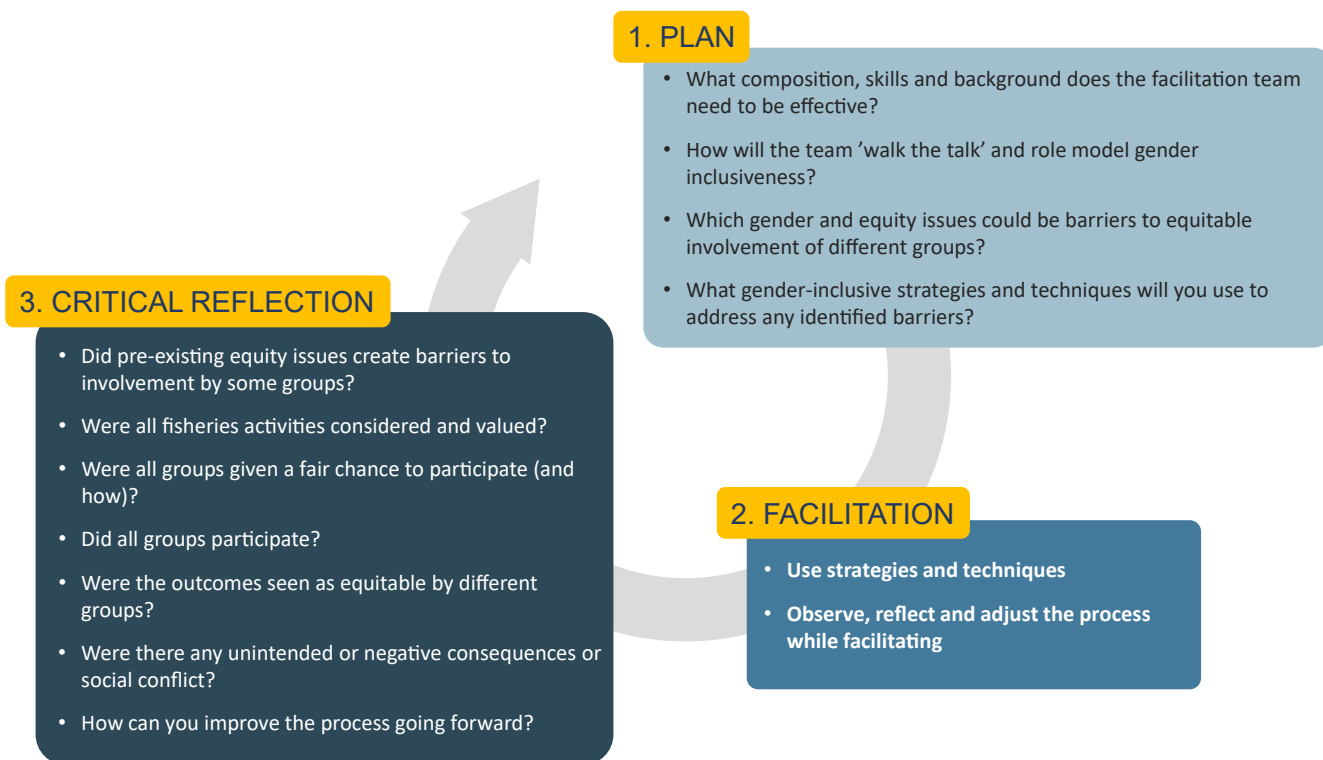 1. PLAN
• What composition, skills and background does the facilitation team
need to be effective?
• How will the team ’walk the talk’ and role model gender
inclusiveness?
• Which gender and equity issues could be barriers to equitable
involvement of different groups?
• What gender-inclusive strategies and techniques will you use to
address any identified barriers?
2. FACILITATION
• Use strategies and techniques
• Observe, reflect and adjust the process
while facilitating
3. CRITICAL REFLECTION
• Did pre-existing equity issues create barriers to
involvement by some groups?
• Were all fisheries activities considered and valued?
• Were all groups given a fair chance to participate (and
how)?
• Did all groups participate?
• Were the outcomes seen as equitable by different
groups?
• Were there any unintended or negative consequences or
social conflict?
• How can you improve the process going forward?